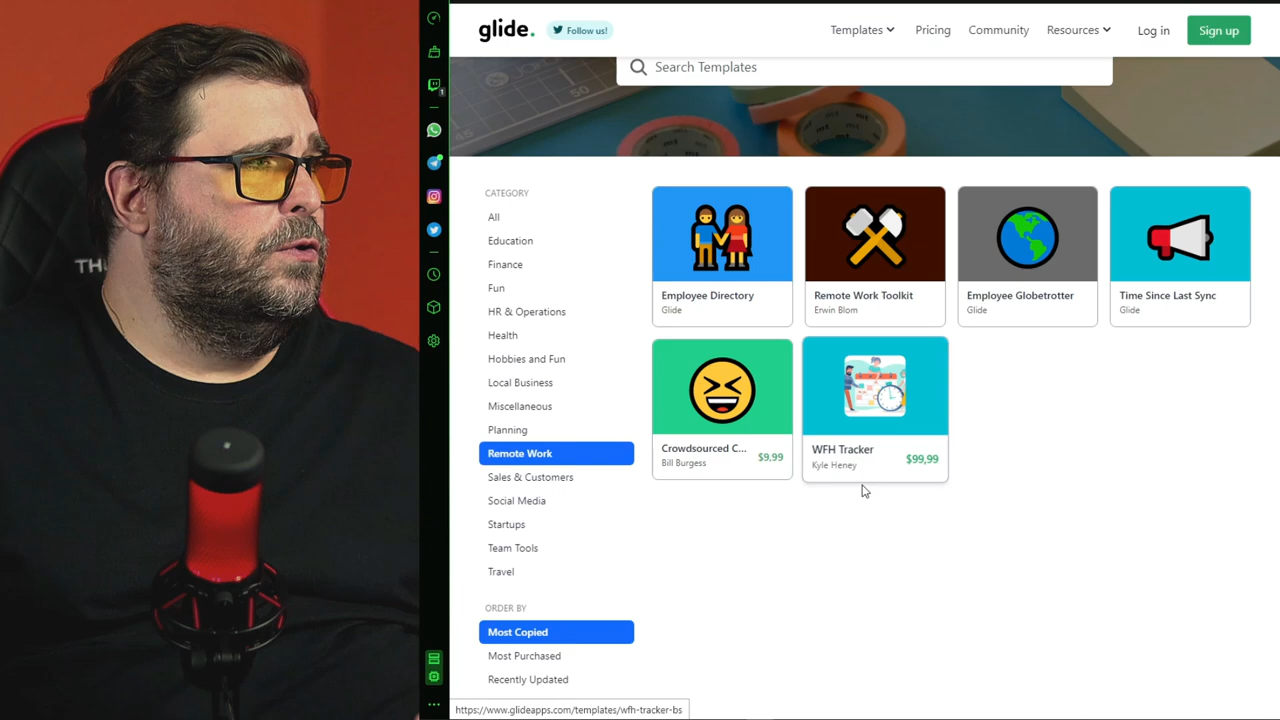 glide.
Follow us!
Templates
Pricing
Community
Resources
Log in
Sign up
Search Templates
mt
mt
CATEGORY
All
Education
Finance
Fun
HR & Operations
Health
Hobbies and Fun
Local Business
Miscellaneous
Planning
Remote Work
Sales & Customers
Social Media
Startups
Team Tools
Travel
ORDER BY
Most Copied
Most Purchased
Recently Updated
Employee Directory
Glide
Remote Work Toolkit
Erwin Blom
Employee Globetrotter
Glide
Time Since Last Sync
Glide
Crowdsourced C...
Bill Burgess
$9,99
WFH Tracker
Kyle Heney
$99,99
https://www.glideapps.com/templates/wfh-tracker-bs
1